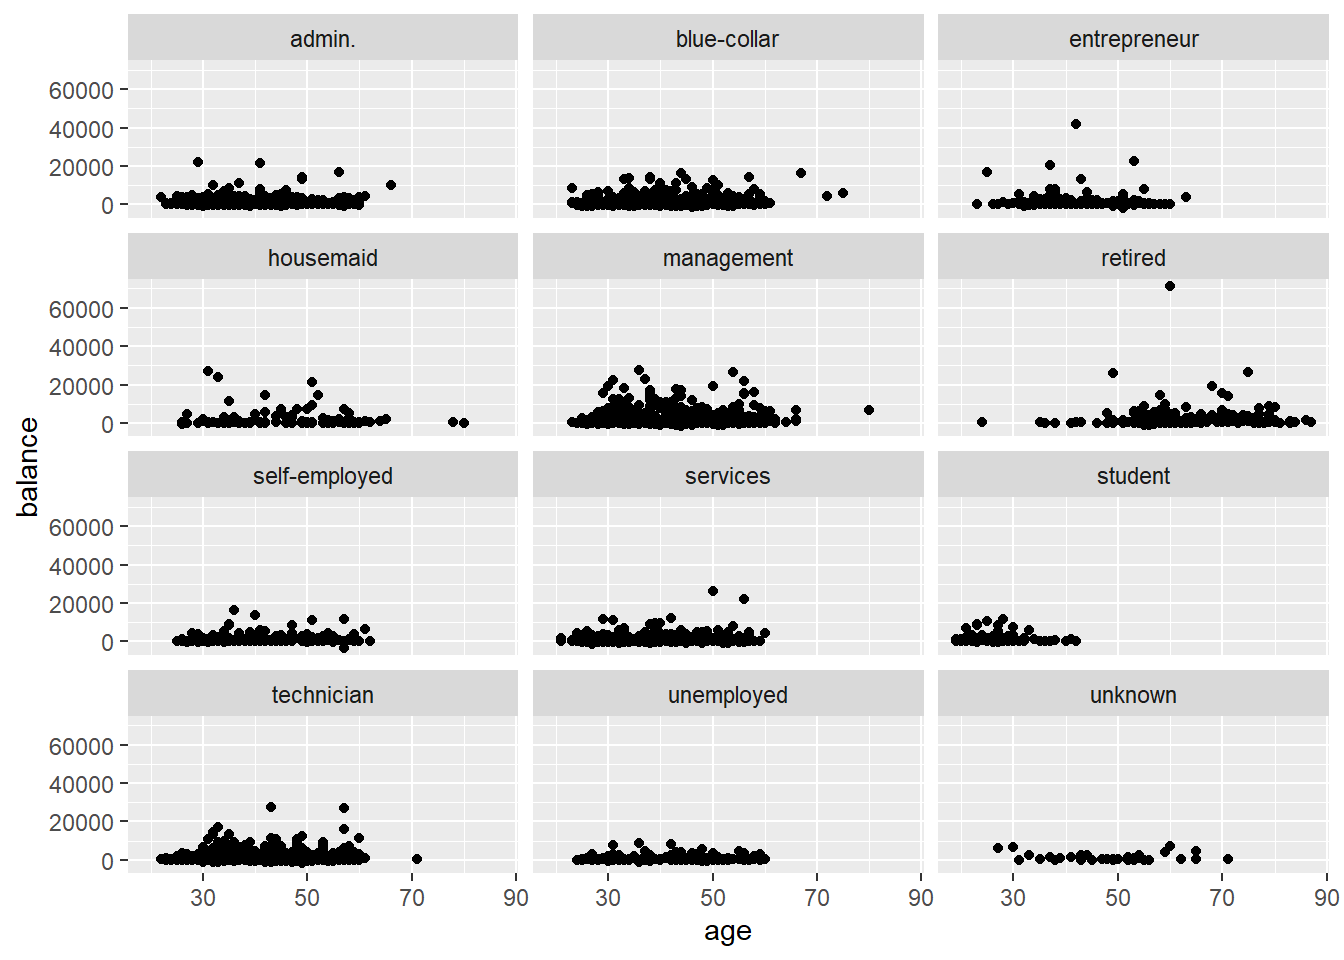 admin. blue-collar entrepreneur
60000
40000
20000
0
housemaid management retired
60000
40000
20000
0
balance
self-employed services student
60000
40000
20000
0
technician unemployed unknown
60000
40000
20000
0
30 50 70 90 30 50 70 90 30 50 70 90
age